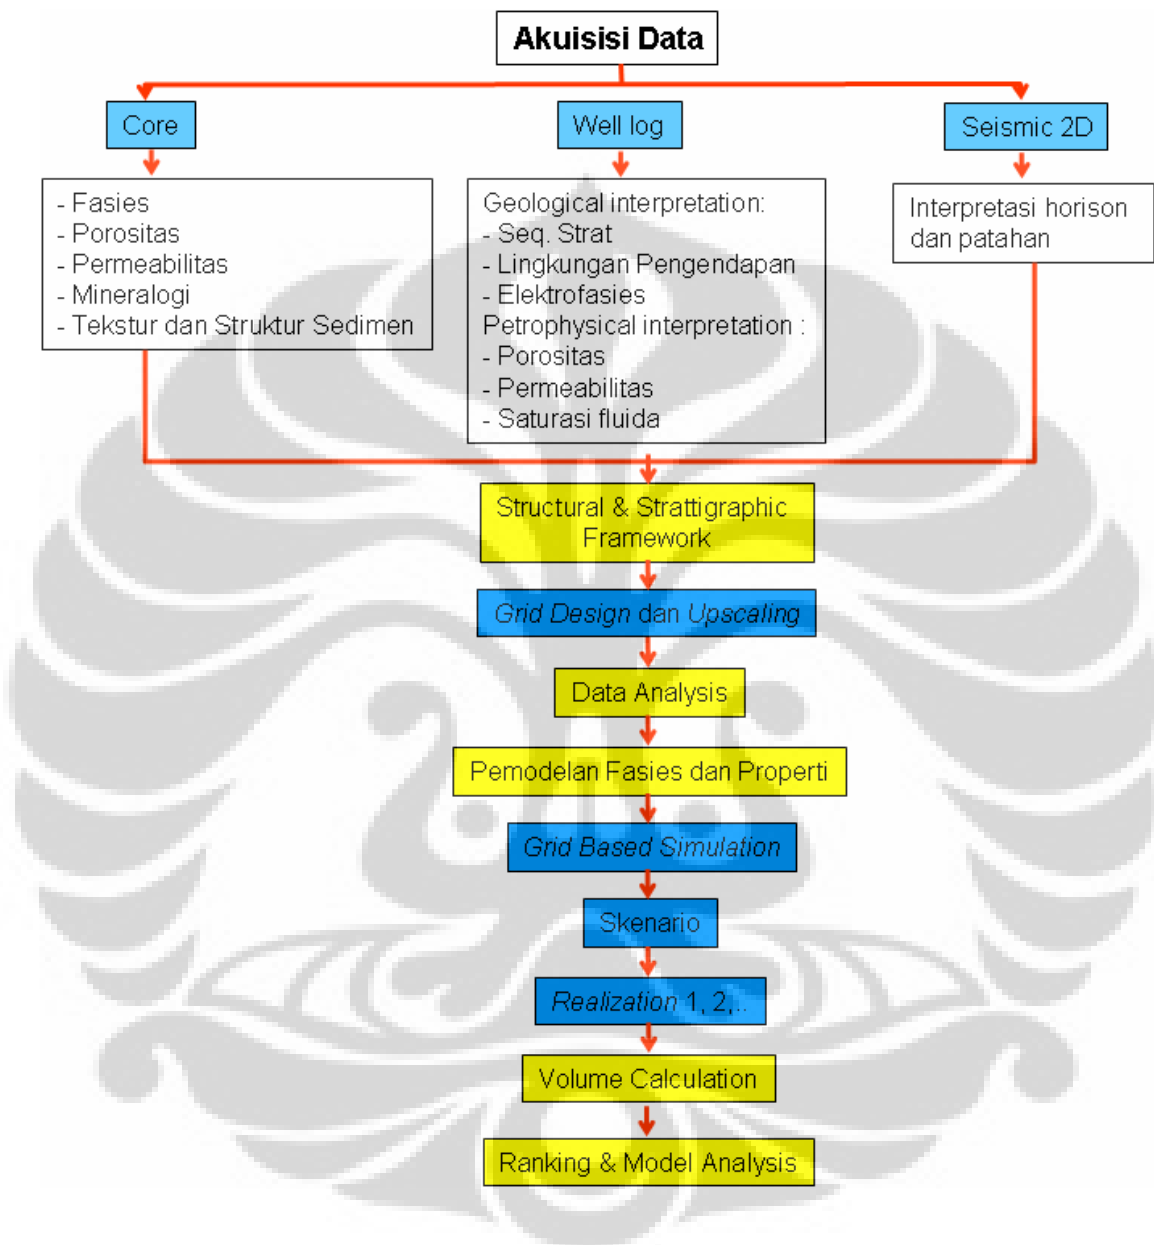 Akuisisi Data
Core
Well log
Seismic 2D
- Fasies
- Porositas
- Permeabilitas
- Mineralogi
- Tekstur dan Struktur Sedimen
Geological interpretation:
- Seq. Strat
- Lingkungan Pengendapan
- Elektrofasies
Petrophysical interpretation :
- Porositas
- Permeabilitas
- Saturasi fluida
Interpretasi horison
dan patahan
Structural & Strattigraphic
Framework
Grid Design dan Upscaling
Data Analysis
Pemodelan Fasies dan Properti
Grid Based Simulation
Skenario
Realization 1, 2,..
Volume Calculation
Ranking & Model Analysis